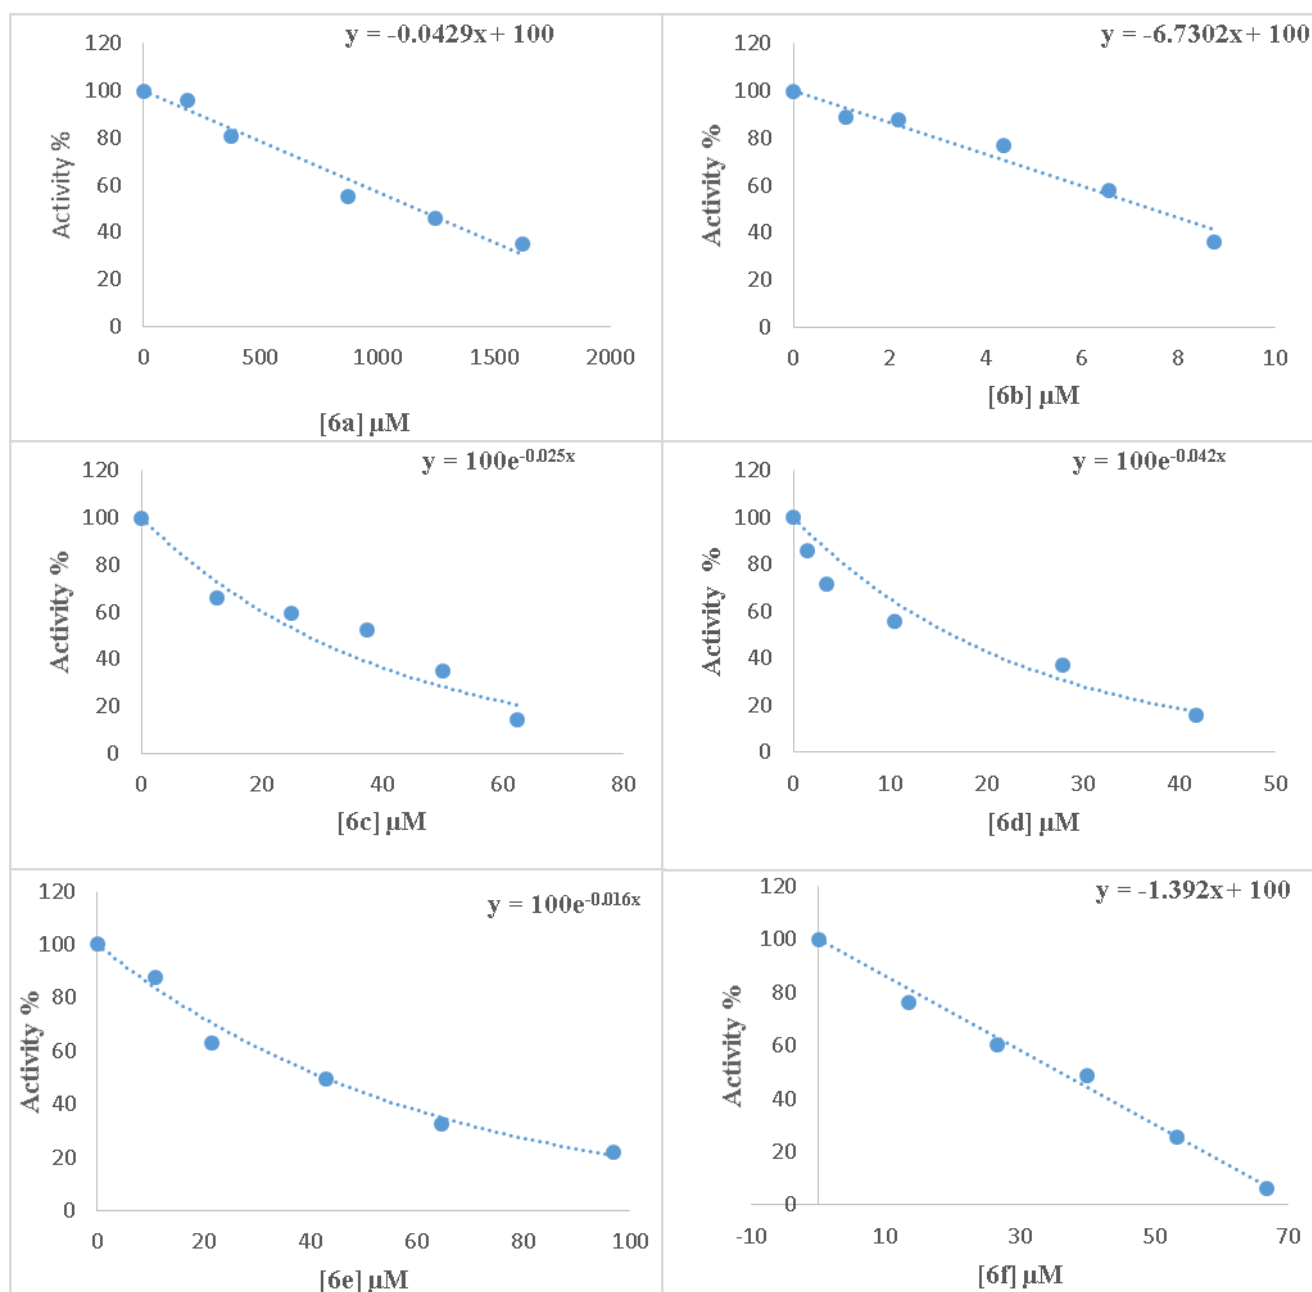 y = -0.0429x + 100
120
100
80
60
40
20
0
Activity %
0 500 1000 1500 2000
[6a] µM
y = -6.7302x + 100
120
100
80
60
40
20
0
Activity %
0 2 4 6 8 10
[6b] µM
y = 100e^-0.025x
120
100
80
60
40
20
0
Activity %
0 20 40 60 80
[6c] µM
y = 100e^-0.042x
120
100
80
60
40
20
0
Activity %
0 10 20 30 40 50
[6d] µM
y = 100e^-0.016x
120
100
80
60
40
20
0
Activity %
0 20 40 60 80 100
[6e] µM
y = -1.392x + 100
120
100
80
60
40
20
0
Activity %
-10 10 30 50 70
[6f] µM